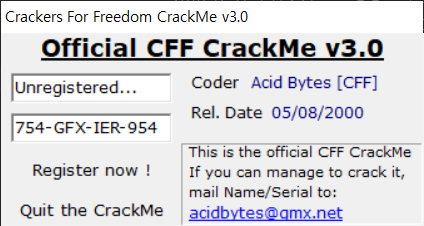 Crackers For Freedom CrackMe v3.0
Official CFF CrackMe v3.0
Unregistered...
754-GFX-IER-954
Register now !
Quit the CrackMe
Coder Acid Bytes [CFF]
Rel. Date 05/08/2000
This is the official CFF CrackMe
If you can manage to crack it,
mail Name/Serial to:
acidbytes@gmx.net